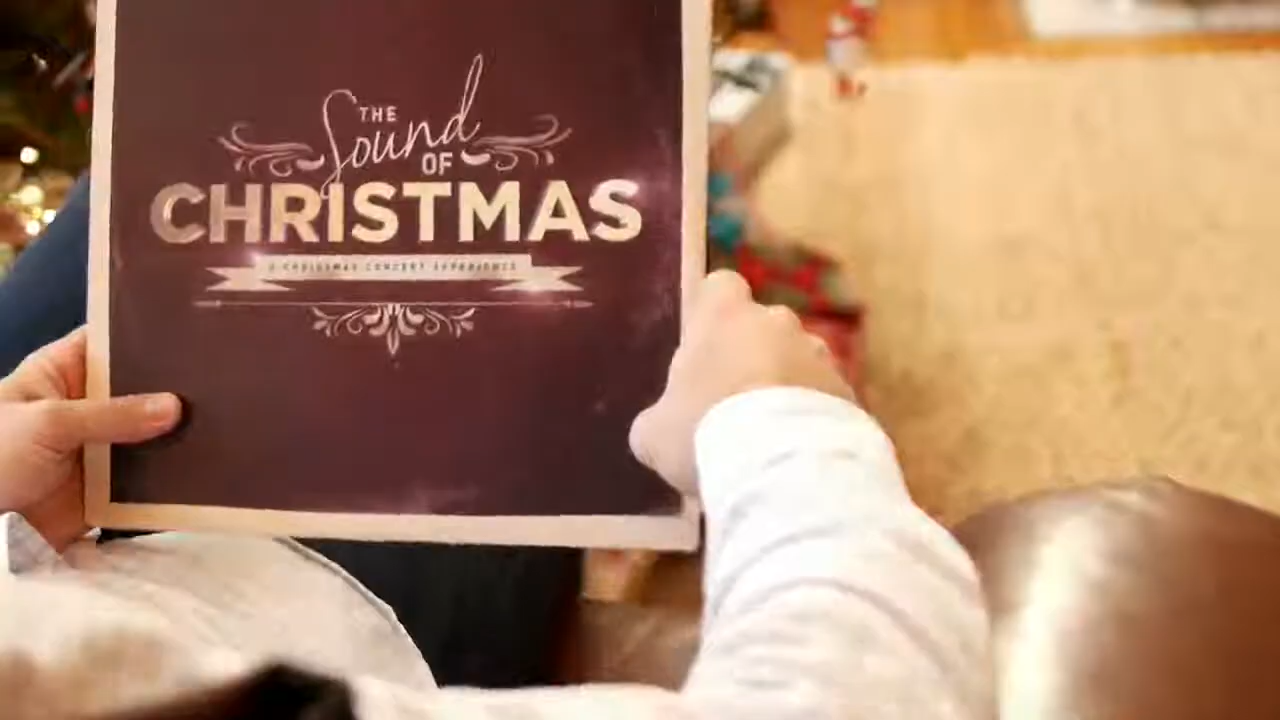 THE
Sound
OF
CHRISTMAS
A CHRISTMAS CONCERT EXPERIENCE